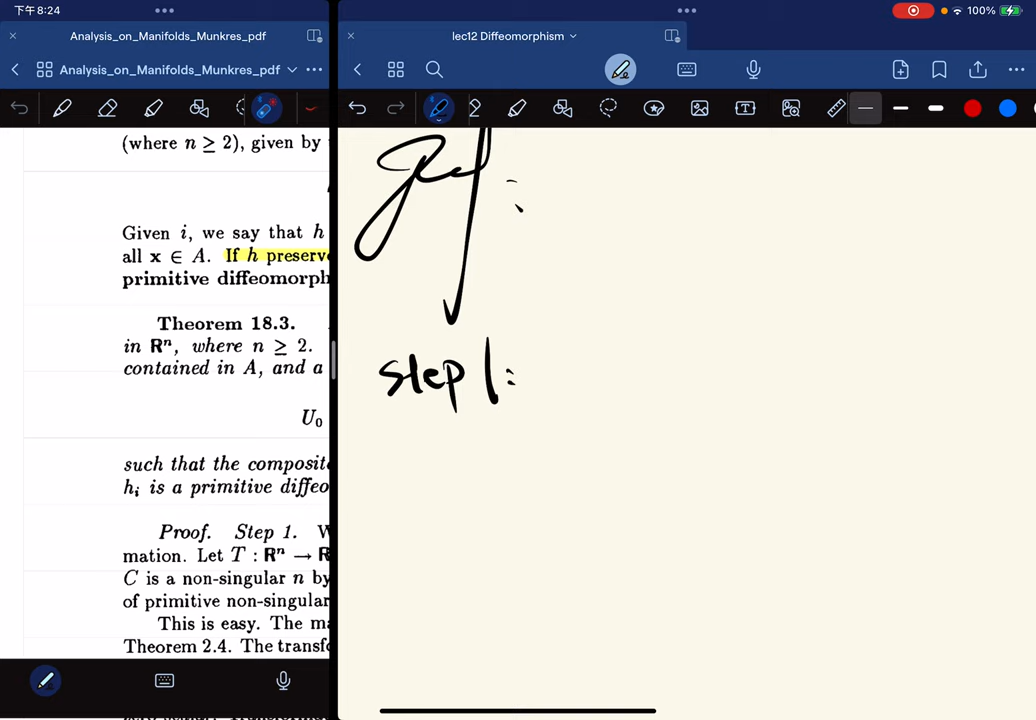 下午8:24
100%
Analysis_on_Manifolds_Munkres_pdf
lec12 Diffeomorphism
Analysis_on_Manifolds_Munkres_pdf
(where n ≥ 2), given by
Given i, we say that h
all x ∈ A. If h preserv
primitive diffeomorph
Theorem 18.3.
in Rⁿ, where n ≥ 2.
contained in A, and a
U₀
such that the composit
hᵢ is a primitive diffeo
Proof. Step 1. W
mation. Let T : Rⁿ → R
C is a non-singular n by
of primitive non-singular
This is easy. The ma
Theorem 2.4. The transf
step 1: